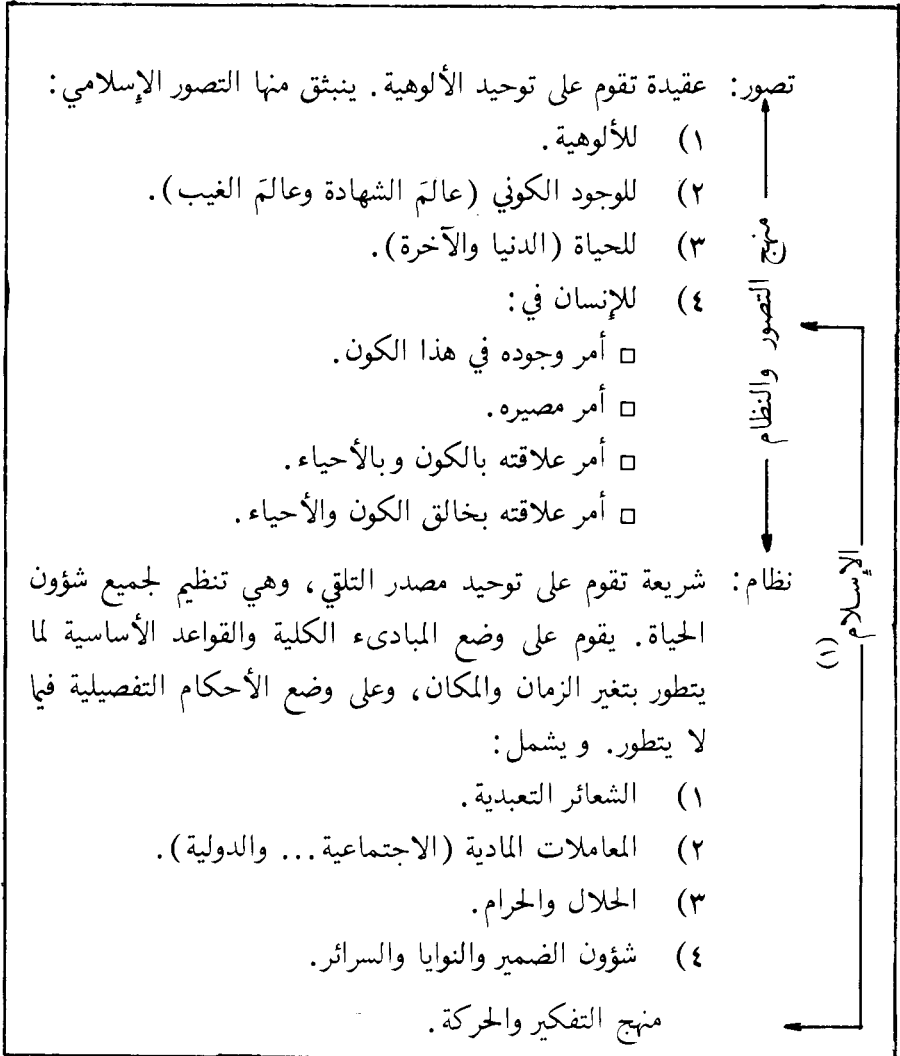 تصور: عقيدة تقوم على توحيد الألوهية. ينبثق منها التصور الإسلامي:
١) للألوهية.
٢) للوجود الكوني (عالمَ الشهادة وعالمَ الغيب).
٣) للحياة (الدنيا والآخرة).
٤) للإنسان في:
□ أمر وجوده في هذا الكون.
□ أمر مصيره.
□ أمر علاقته بالكون وبالأحياء.
□ أمر علاقته بخالق الكون والأحياء.
منهج التصور والنظام
نظام: شريعة تقوم على توحيد مصدر التلقي، وهي تنظيم لجميع شؤون
الحياة. يقوم على وضع المبادىء الكلية والقواعد الأساسية لما
يتطور بتغير الزمان والمكان، وعلى وضع الأحكام التفصيلية فيما
لا يتطور. ويشمل:
١) الشعائر التعبدية.
٢) المعاملات المادية (الاجتماعية... والدولية).
٣) الحلال والحرام.
٤) شؤون الضمير والنوايا والسرائر.
الإسلام (١)
منهج التفكير والحركة.